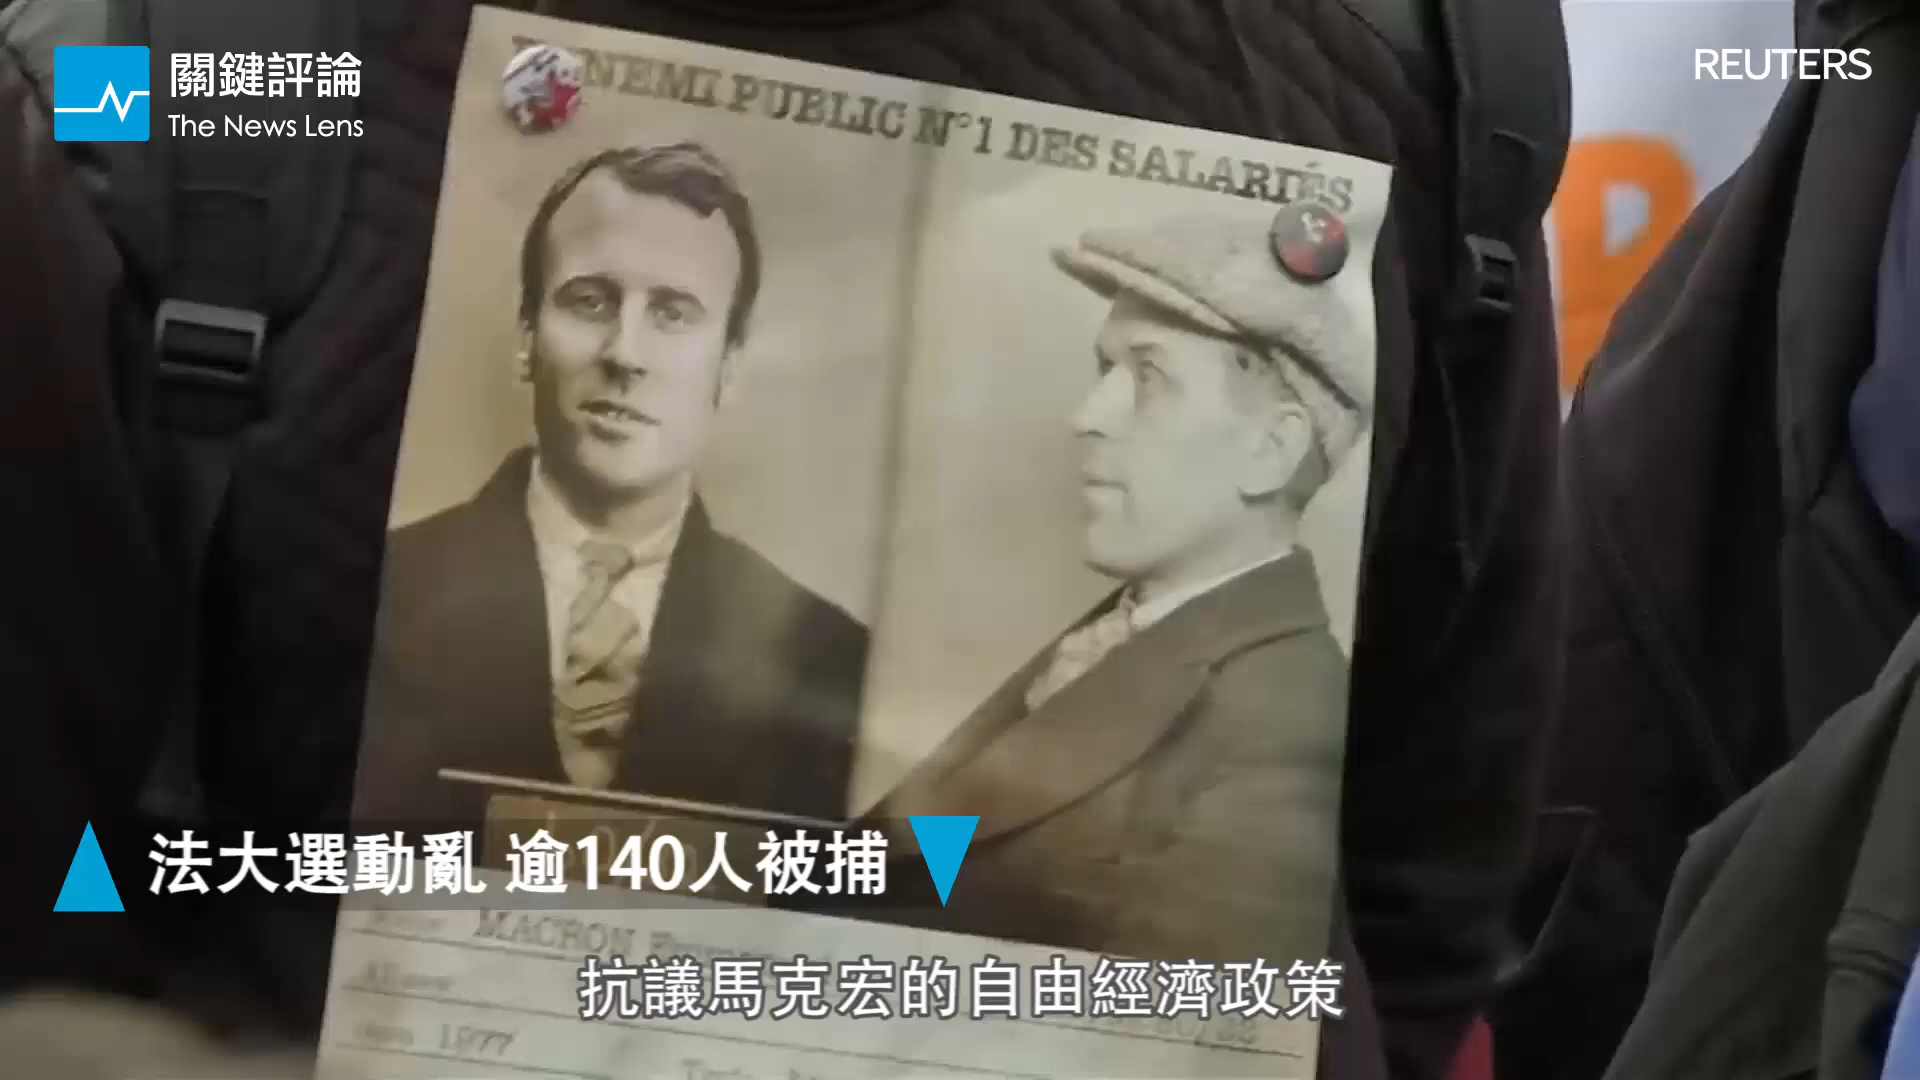 關鍵評論
The News Lens
REUTERS
ENNEMI PUBLIC N°1 DES SALARIÉS
法大選動亂 逾140人被捕
MACRON
抗議馬克宏的自由經濟政策
1977